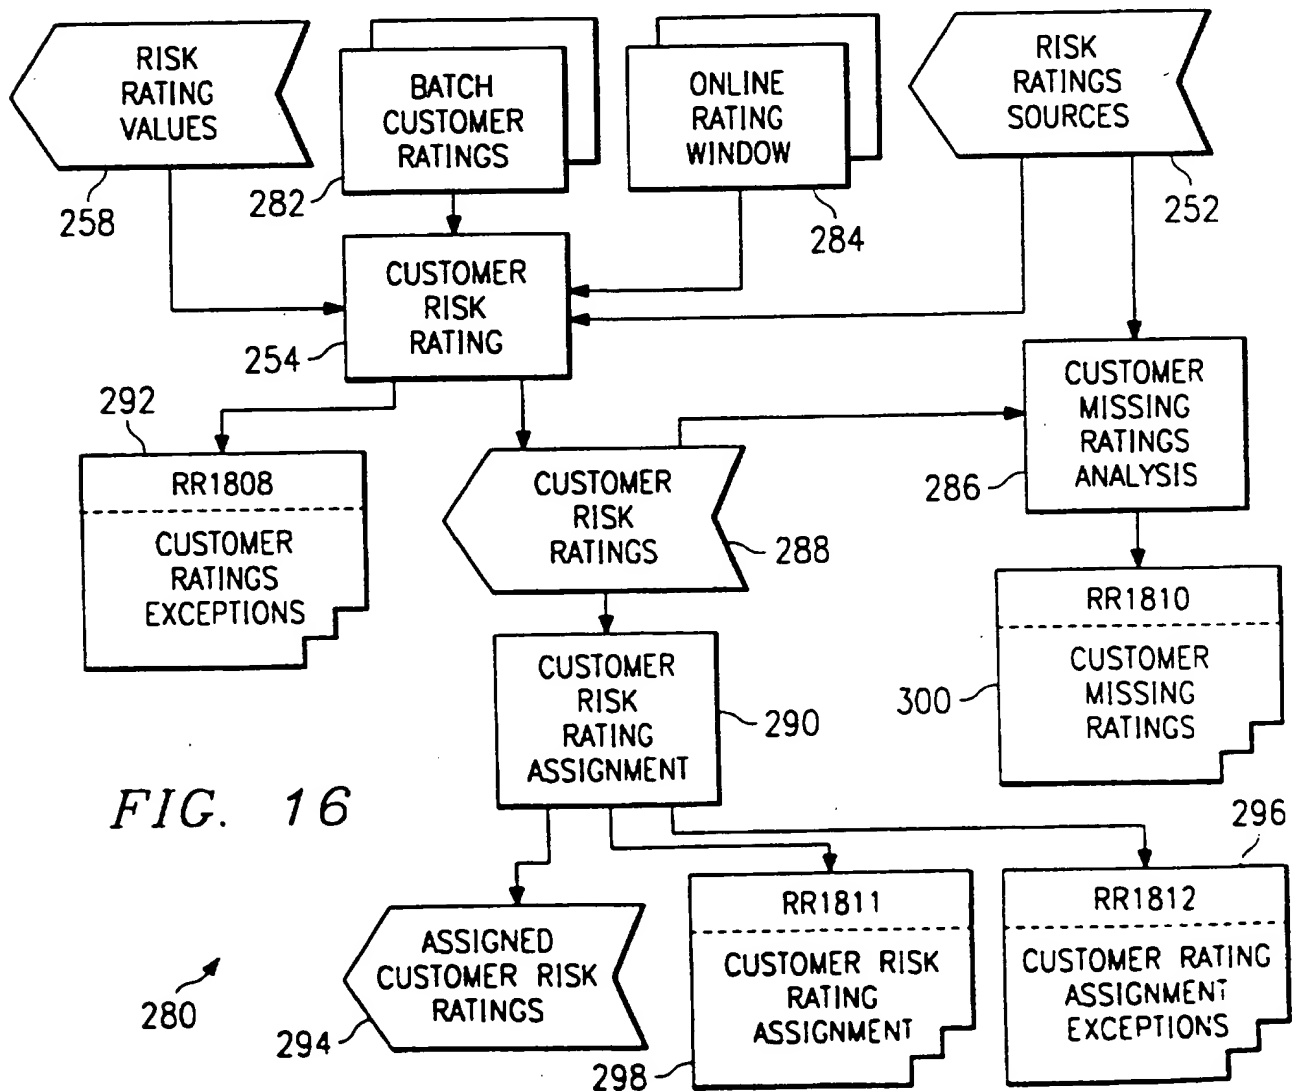 RISK
RATING
VALUES
258
BATCH
CUSTOMER
RATINGS
282
ONLINE
RATING
WINDOW
284
RISK
RATINGS
SOURCES
252
CUSTOMER
RISK
RATING
254
292
RR1808
CUSTOMER
RATINGS
EXCEPTIONS
CUSTOMER
RISK
RATINGS
288
CUSTOMER
MISSING
RATINGS
ANALYSIS
286
RR1810
CUSTOMER
MISSING
RATINGS
300
CUSTOMER
RISK
RATING
ASSIGNMENT
290
FIG. 16
280
ASSIGNED
CUSTOMER RISK
RATINGS
294
RR1811
CUSTOMER RISK
RATING
ASSIGNMENT
298
296
RR1812
CUSTOMER RATING
ASSIGNMENT
EXCEPTIONS